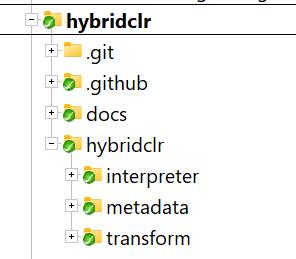 hybridclr
.git
.github
docs
hybridclr
interpreter
metadata
transform